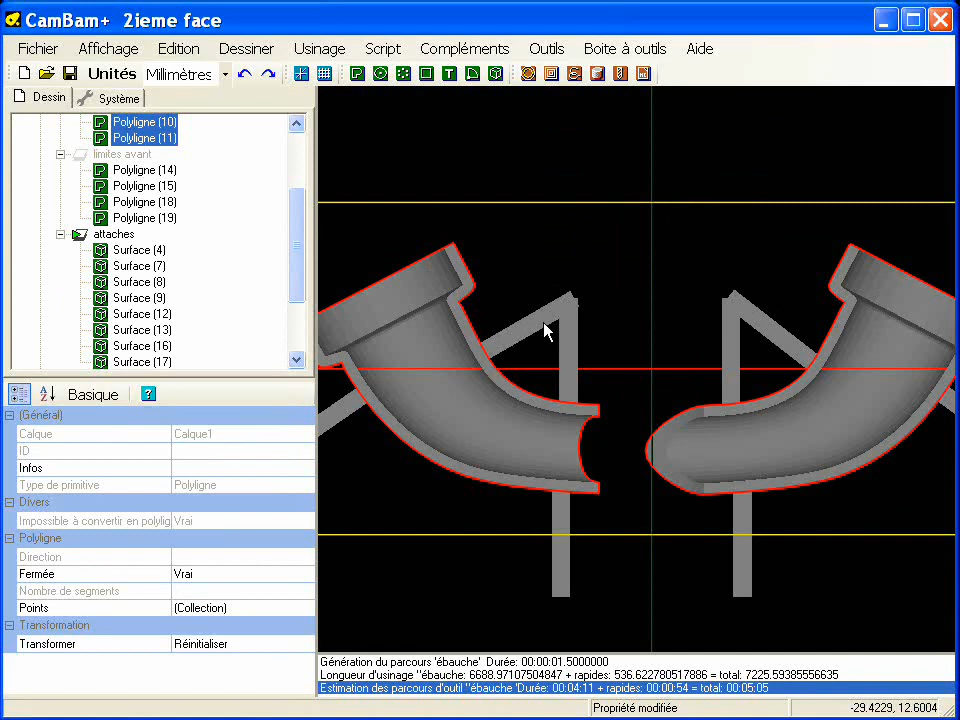 CamBam+ 2ieme face
Fichier Affichage Edition Dessiner Usinage Script Compléments Outils Boite à outils Aide
Unités Millimètres
Dessin Système
Polyligne (10)
Polyligne (11)
limites avant
Polyligne (14)
Polyligne (15)
Polyligne (18)
Polyligne (19)
attaches
Surface (4)
Surface (7)
Surface (8)
Surface (9)
Surface (12)
Surface (13)
Surface (16)
Surface (17)
Basique
(Général)
Calque Calque1
ID
Infos
Type de primitive Polyligne
Divers
Impossible à convertir en polylig Vrai
Polyligne
Direction
Fermée Vrai
Nombre de segments
Points (Collection)
Transformation
Transformer Réinitialiser
Génération du parcours 'ébauche' Durée: 00:00:01.5000000
Longueur d'usinage ''ébauche: 6688.97107504847 + rapides: 536.622780517886 = total: 7225.59385556635
Estimation des parcours d'outil ''ébauche 'Durée: 00:04:11 + rapides: 00:00:54 = total: 00:05:05
Propriété modifiée -29.4229, 12.6004